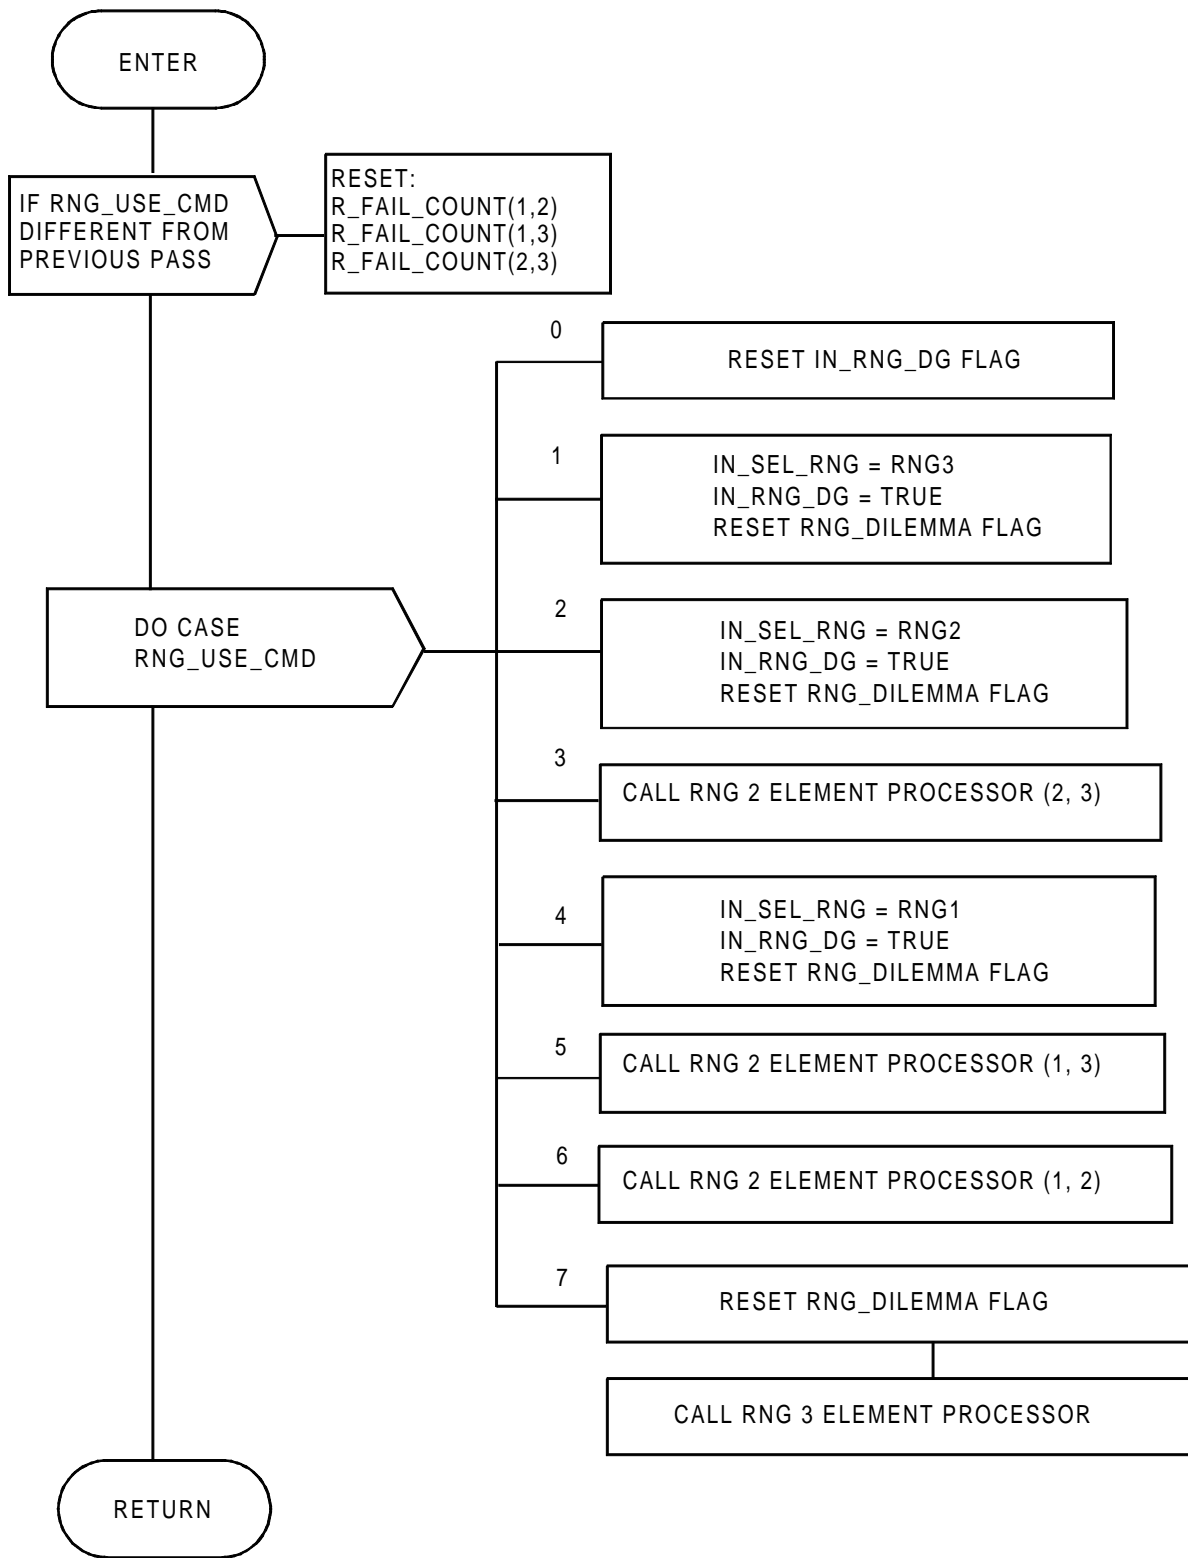 ENTER
IF RNG_USE_CMD
DIFFERENT FROM
PREVIOUS PASS
RESET:
R_FAIL_COUNT(1,2)
R_FAIL_COUNT(1,3)
R_FAIL_COUNT(2,3)
DO CASE
RNG_USE_CMD
0
RESET IN_RNG_DG FLAG
1
IN_SEL_RNG = RNG3
IN_RNG_DG = TRUE
RESET RNG_DILEMMA FLAG
2
IN_SEL_RNG = RNG2
IN_RNG_DG = TRUE
RESET RNG_DILEMMA FLAG
3
CALL RNG 2 ELEMENT PROCESSOR (2, 3)
4
IN_SEL_RNG = RNG1
IN_RNG_DG = TRUE
RESET RNG_DILEMMA FLAG
5
CALL RNG 2 ELEMENT PROCESSOR (1, 3)
6
CALL RNG 2 ELEMENT PROCESSOR (1, 2)
7
RESET RNG_DILEMMA FLAG
CALL RNG 3 ELEMENT PROCESSOR
RETURN